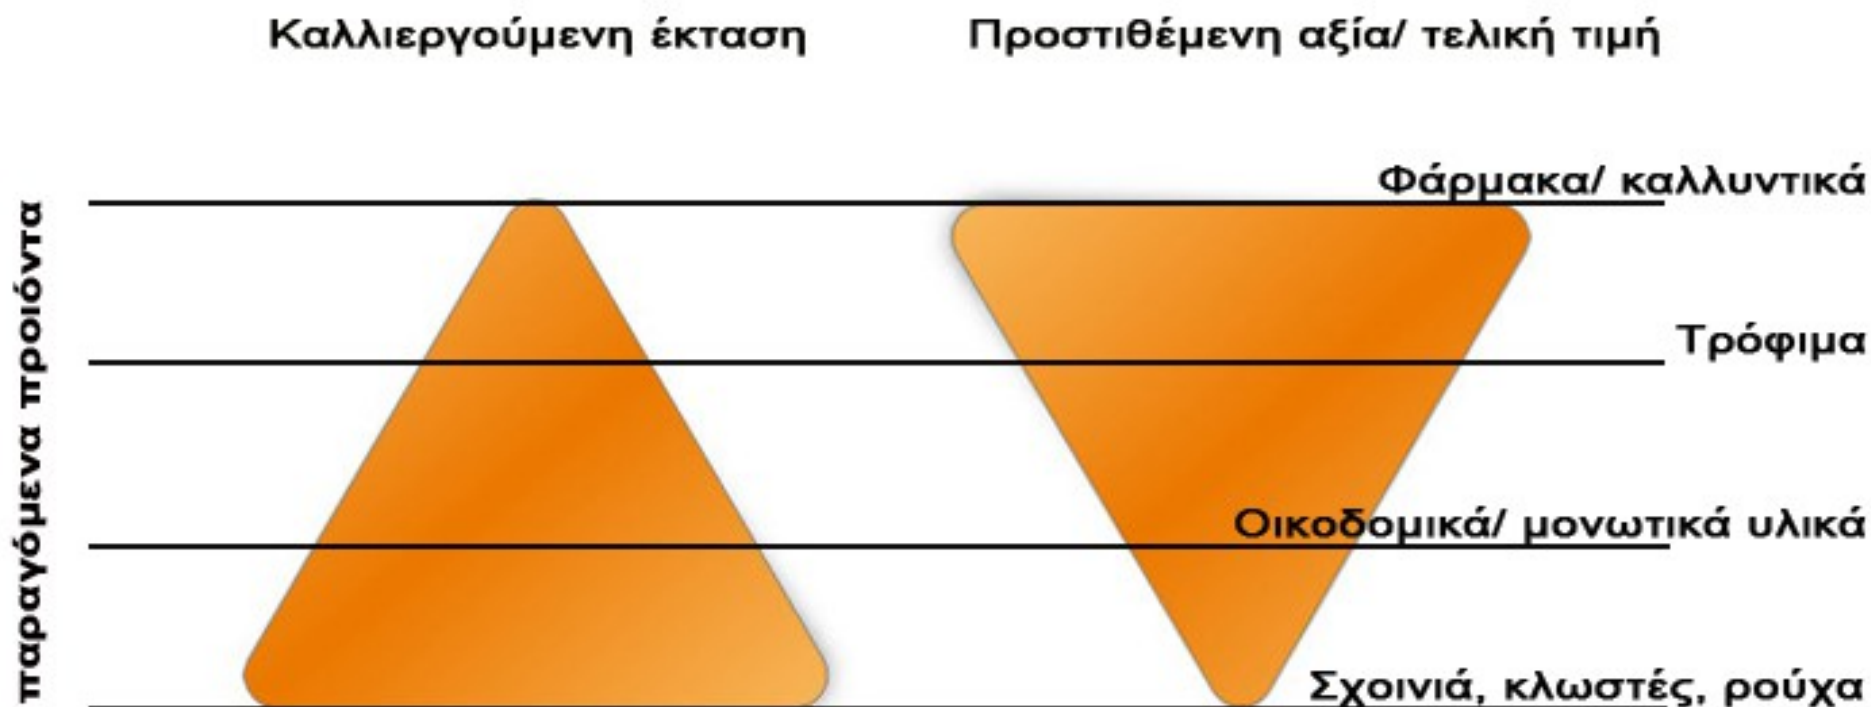 Καλλιεργούμενη έκταση
Προστιθέμενη αξία/ τελική τιμή
παραγόμενα προιόντα
Φάρμακα/ καλλυντικά
Τρόφιμα
Οικοδομικά/ μονωτικά υλικά
Σχοινιά, κλωστές, ρούχα